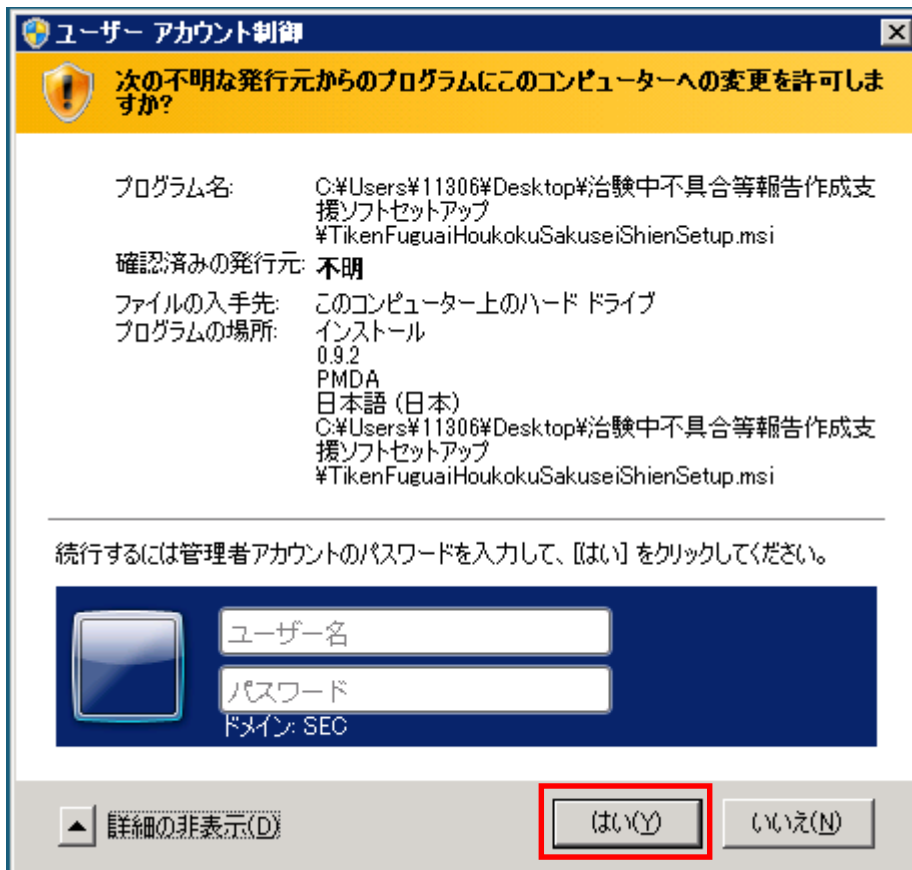 ユーザー アカウント制御
次の不明な発行元からのプログラムにこのコンピューターへの変更を許可しま
すか?
プログラム名: C:¥Users¥11306¥Desktop¥治験中不具合等報告作成支
援ソフトセットアップ
¥TikenFuguaiHoukokuSakuseiShienSetup.msi
確認済みの発行元: 不明
ファイルの入手先: このコンピューター上のハード ドライブ
プログラムの場所: インストール
0.9.2
PMDA
日本語 (日本)
C:¥Users¥11306¥Desktop¥治験中不具合等報告作成支
援ソフトセットアップ
¥TikenFuguaiHoukokuSakuseiShienSetup.msi
続行するには管理者アカウントのパスワードを入力して、[はい] をクリックしてください。
ユーザー名
パスワード
ドメイン: SEC
詳細の非表示(D) はい(Y) いいえ(N)